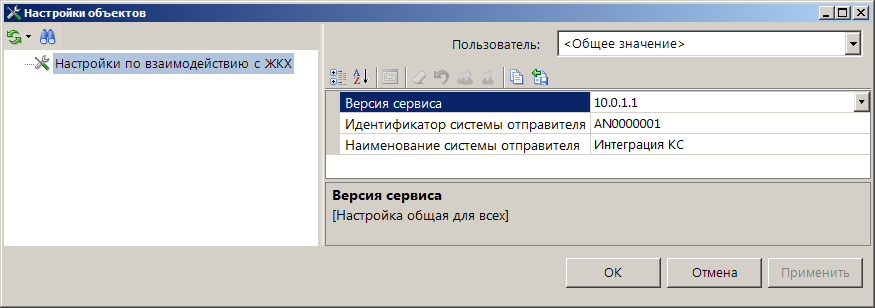 Настройки объектов
Пользователь: <Общее значение>
Настройки по взаимодействию с ЖКХ
Версия сервиса 10.0.1.1
Идентификатор системы отправителя AN0000001
Наименование системы отправителя Интеграция КС
Версия сервиса
[Настройка общая для всех]
OK Отмена Применить